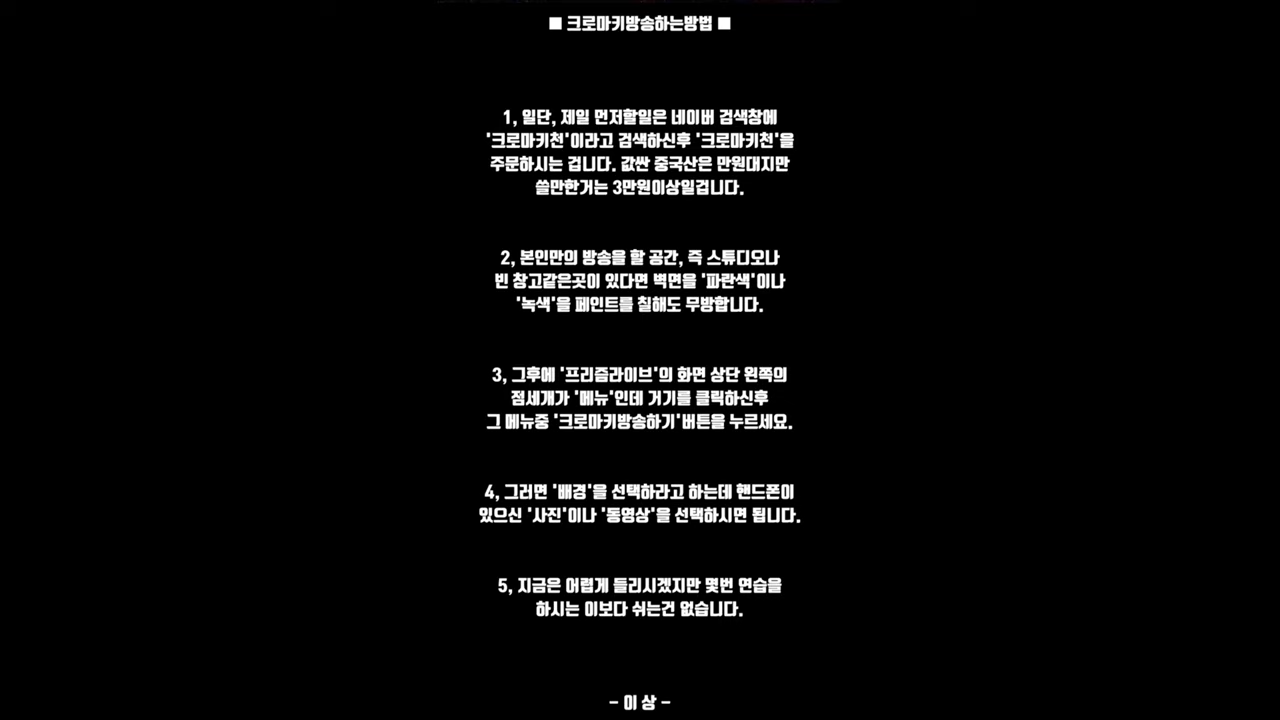 ■ 크로마키방송하는방법 ■
1, 일단, 제일 먼저할일은 네이버 검색창에
'크로마키천'이라고 검색하신후 '크로마키천'을
주문하시는 겁니다. 값싼 중국산은 만원대지만
쓸만한거는 3만원이상일겁니다.
2, 본인만의 방송을 할 공간, 즉 스튜디오나
빈 창고같은곳이 있다면 벽면을 '파란색'이나
'녹색'을 페인트를 칠해도 무방합니다.
3, 그후에 '프리즘라이브'의 화면 상단 왼쪽의
점세개가 '메뉴'인데 거기를 클릭하신후
그 메뉴중 '크로마키방송하기'버튼을 누르세요.
4, 그러면 '배경'을 선택하라고 하는데 핸드폰이
있으신 '사진'이나 '동영상'을 선택하시면 됩니다.
5, 지금은 어렵게 들리시겠지만 몇번 연습을
하시는 이보다 쉬는건 없습니다.
- 이 상 -